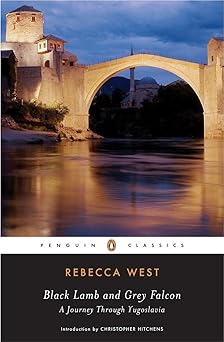 PENGUIN CLASSICS
REBECCA WEST
Black Lamb and Grey Falcon
A Journey Through Yugoslavia
Introduction by CHRISTOPHER HITCHENS